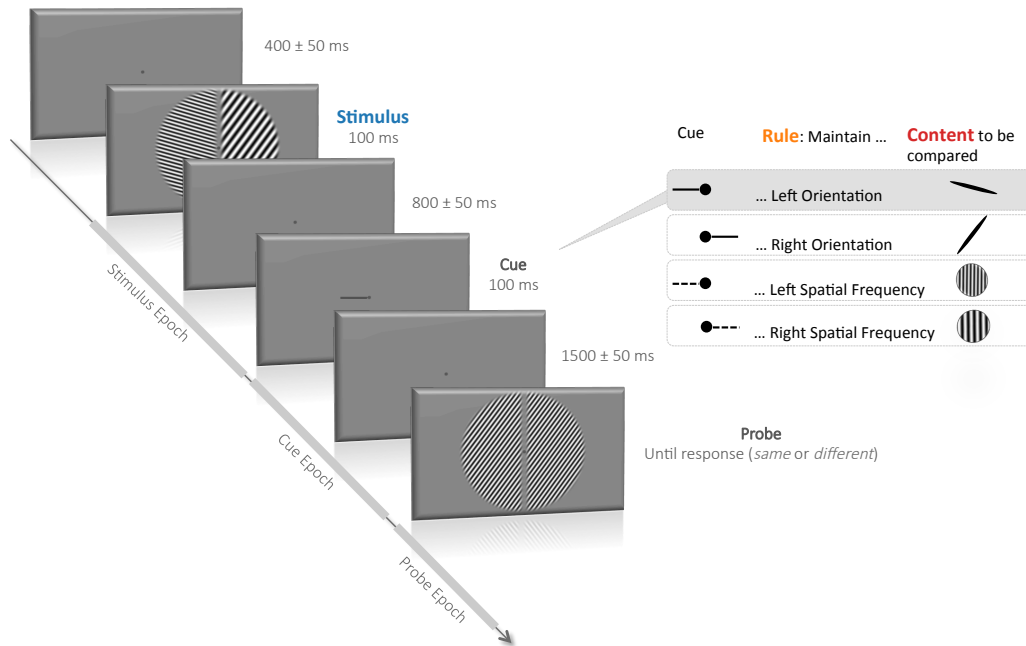 400 ± 50 ms
Stimulus
100 ms
800 ± 50 ms
Cue
100 ms
1500 ± 50 ms
Probe
Until response (same or different)
Stimulus Epoch
Cue Epoch
Probe Epoch
Cue
Rule: Maintain ...
Content to be
compared
... Left Orientation
... Right Orientation
... Left Spatial Frequency
... Right Spatial Frequency